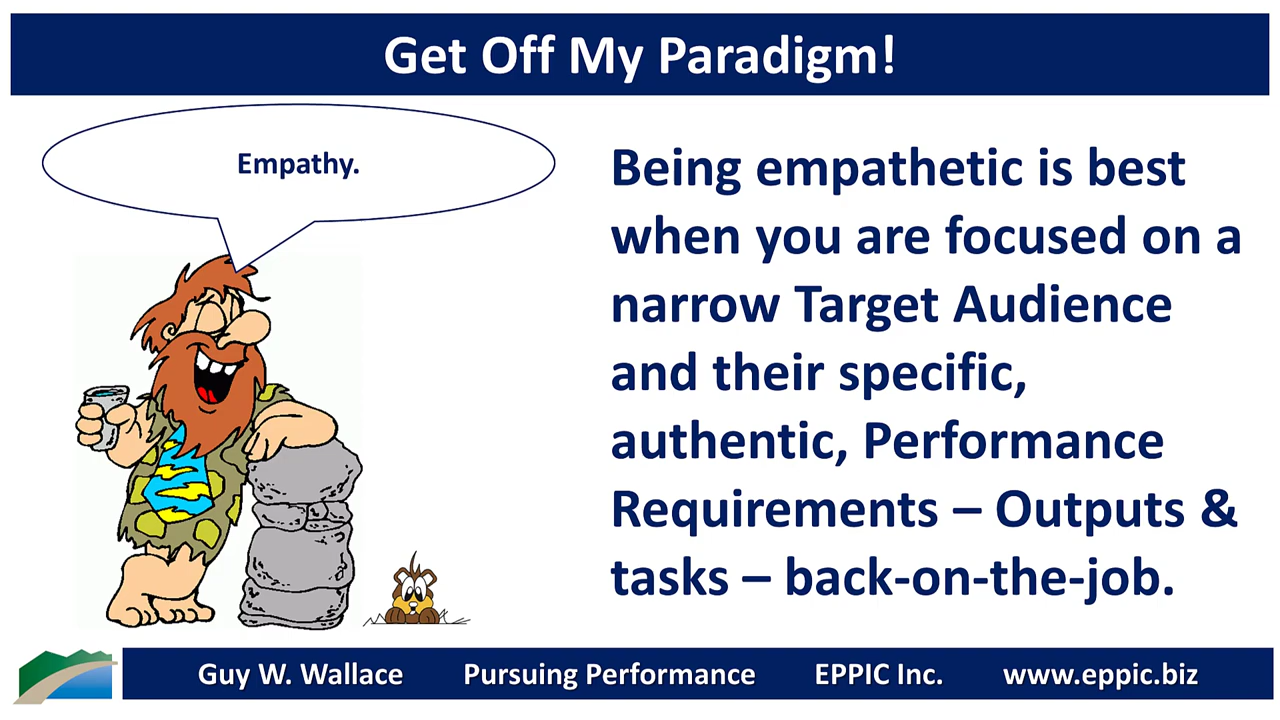 Get Off My Paradigm!
Empathy.
Being empathetic is best
when you are focused on a
narrow Target Audience
and their specific,
authentic, Performance
Requirements – Outputs &
tasks – back-on-the-job.
Guy W. Wallace Pursuing Performance EPPIC Inc. www.eppic.biz